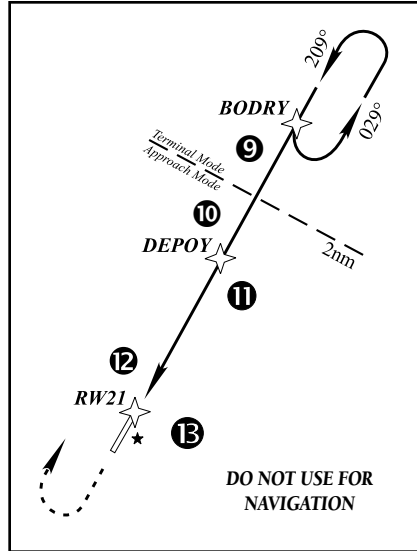 209°
029°
BODRY
9
Terminal Mode
Approach Mode
10
2nm
DEPOY
11
12
RW21
13
DO NOT USE FOR
NAVIGATION